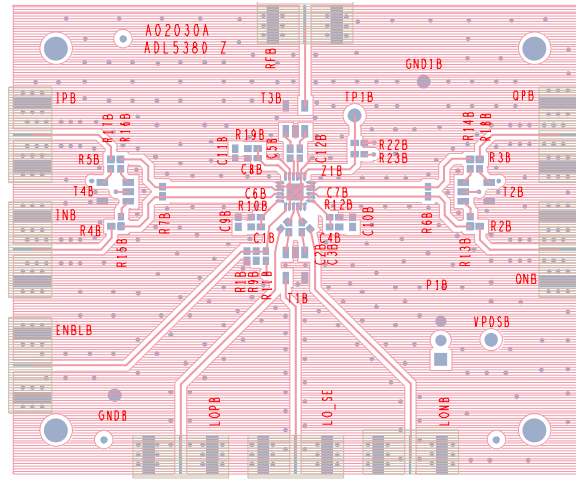 A02030A
ADL5380 Z
RFB
GND1B
IPB
T3B
TP1B
QPB
R17B
R16B
R14B
R18B
R19B
C11B
C5B
C12B
R22B
R23B
R5B
C8B
Z1B
R3B
T4B
C6B
C7B
T2B
INB
R10B
R12B
R7B
R6B
R4B
C9B
C10B
R2B
R15B
C1B
C4B
R13B
C2B
C3B
R1B
R9B
R11B
QNB
T1B
P1B
ENBLB
VPOSB
GNDB
LOPB
LO_SE
LONB